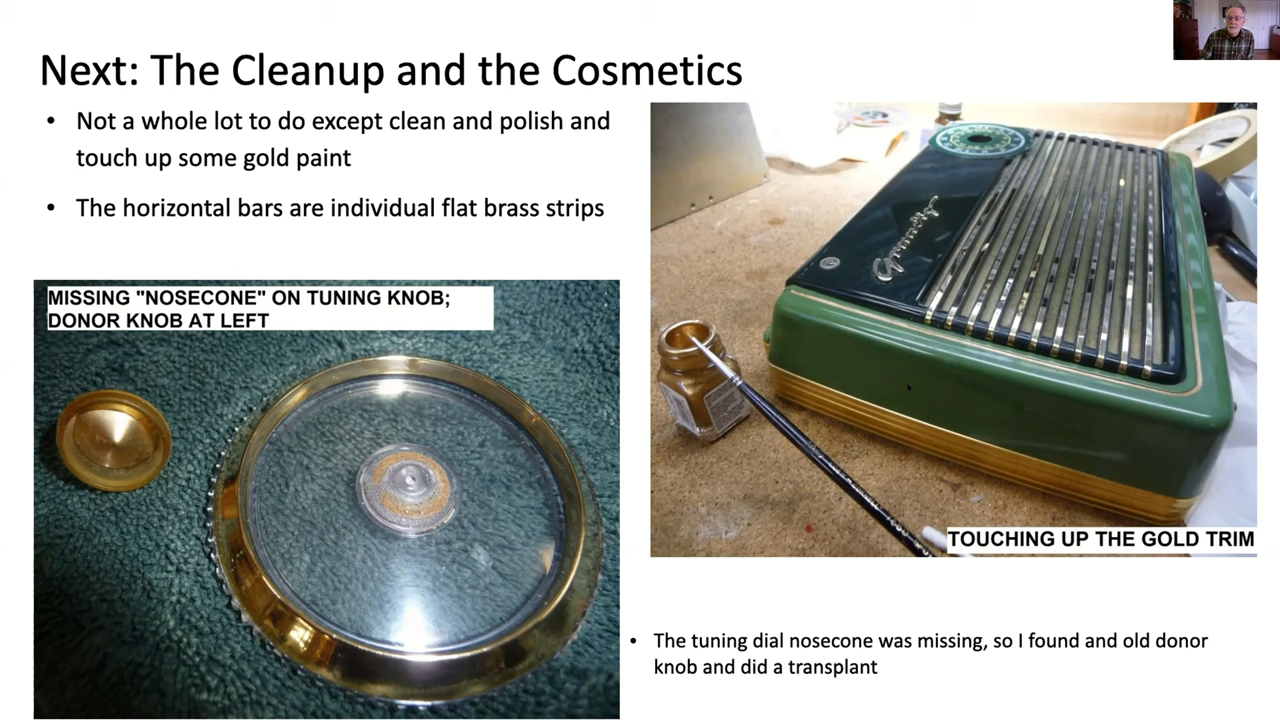 Next: The Cleanup and the Cosmetics
• Not a whole lot to do except clean and polish and
touch up some gold paint
• The horizontal bars are individual flat brass strips
MISSING "NOSECONE" ON TUNING KNOB;
DONOR KNOB AT LEFT
Grundig
TOUCHING UP THE GOLD TRIM
• The tuning dial nosecone was missing, so I found and old donor
knob and did a transplant